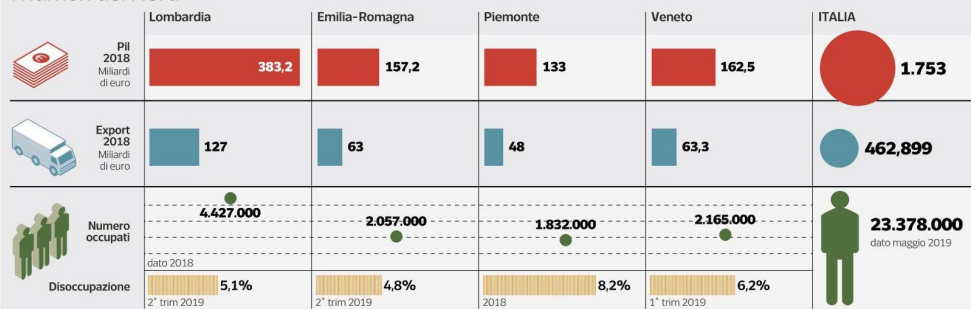 Lombardia Emilia-Romagna Piemonte Veneto ITALIA
Pil
2018
Miliardi
di euro
383,2 157,2 133 162,5 1.753
Export
2018
Miliardi
di euro
127 63 48 63,3 462,899
Numero
occupati
4.427.000 2.057.000 1.832.000 2.165.000 23.378.000
dato maggio 2019
dato 2018
Disoccupazione 5,1% 4,8% 8,2% 6,2%
2° trim 2019 2° trim 2019 2018 1° trim 2019